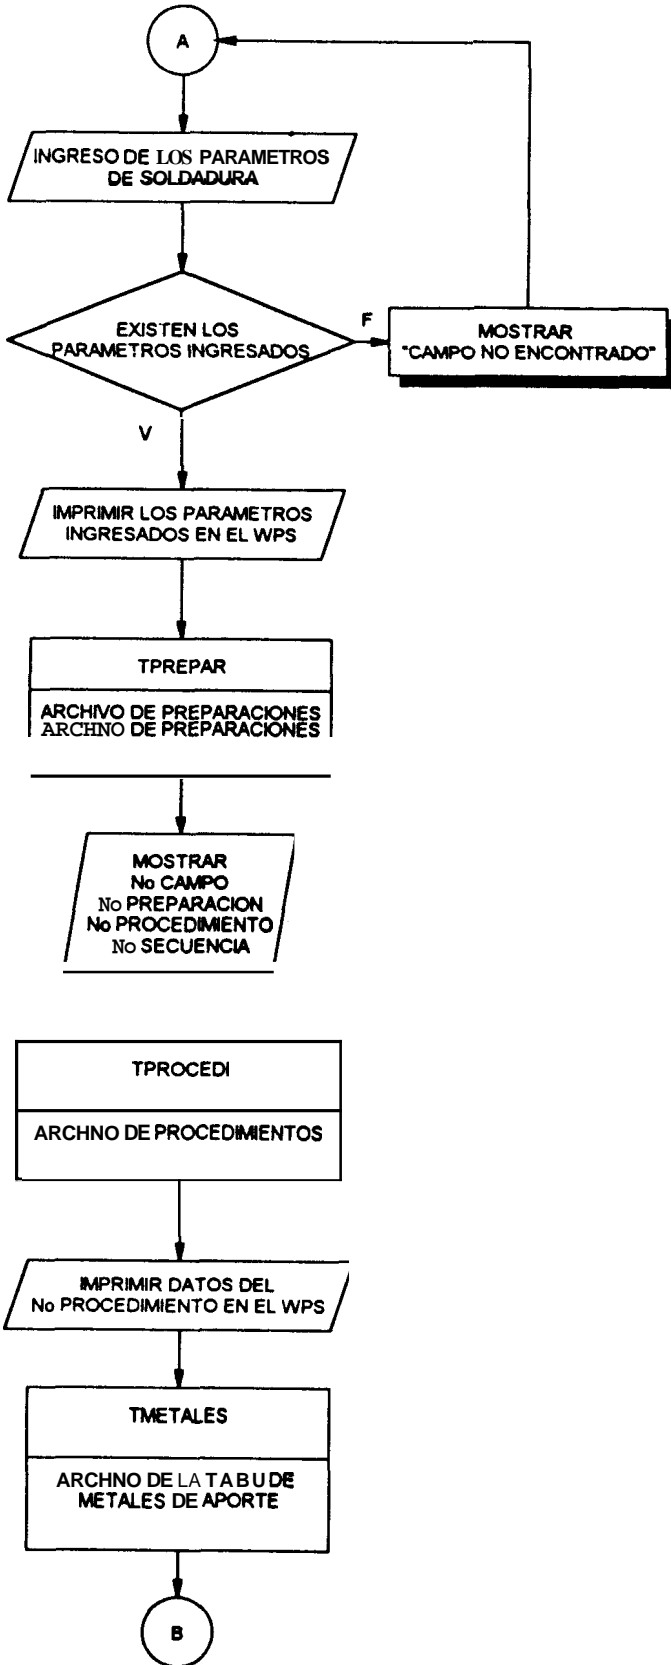 A
INGRESO DE LOS PARAMETROS
DE SOLDADURA
EXISTEN LOS
PARAMETROS INGRESADOS
F
MOSTRAR
"CAMPO NO ENCONTRADO"
V
IMPRIMIR LOS PARAMETROS
INGRESADOS EN EL WPS
TPREPAR
ARCHIVO DE PREPARACIONES
ARCHNO DE PREPARACIONES
MOSTRAR
No CAMPO
No PREPARACION
No PROCEDIMIENTO
No SECUENCIA
TPROCEDI
ARCHNO DE PROCEDIMIENTOS
IMPRIMIR DATOS DEL
No PROCEDIMIENTO EN EL WPS
TMETALES
ARCHNO DE LA TABU DE
METALES DE APORTE
B